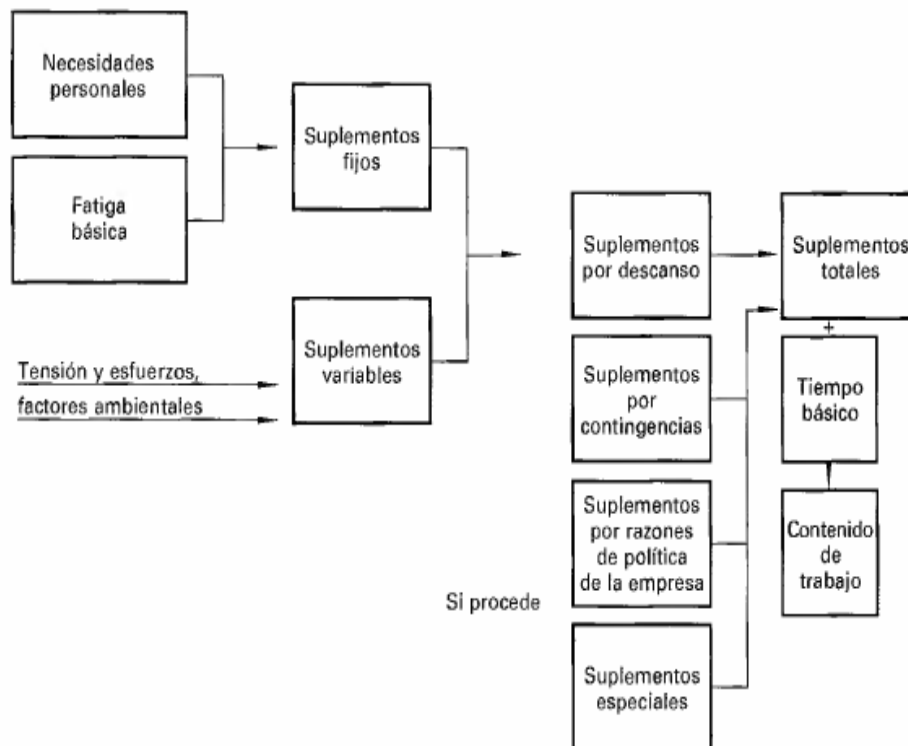 Necesidades
personales
Fatiga
básica
Suplementos
fijos
Tensión y esfuerzos,
factores ambientales
Suplementos
variables
Suplementos
por descanso
Suplementos
por
contingencias
Suplementos
por razones
de política
de la empresa
Si procede
Suplementos
especiales
Suplementos
totales
+
Tiempo
básico
Contenido
de
trabajo